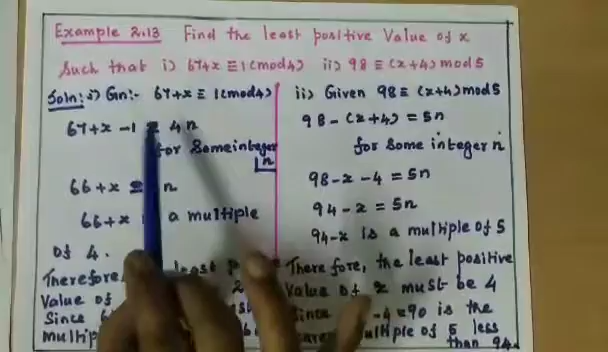 Example 2.13 Find the least positive Value of x
Such that i) 67+x ≡ 1(mod4) ii) 98 ≡ (x+4) mod 5
Soln: i) Gn:- 67+x ≡ 1(mod4)
67+x -1 4n
for Some integer
n
66+x n
66+x a multiple
of 4.
Therefore, least
Value of
Since
ii) Given 98 ≡ (x+4) mod 5
98 - (x+4) = 5n
for some integer n
98-x-4 = 5n
94-x = 5n
94-x is a multiple of 5
Therefore, the least positive
Value of x must be 4
Since -4=90 is the
multiple of 5 less
than 94.